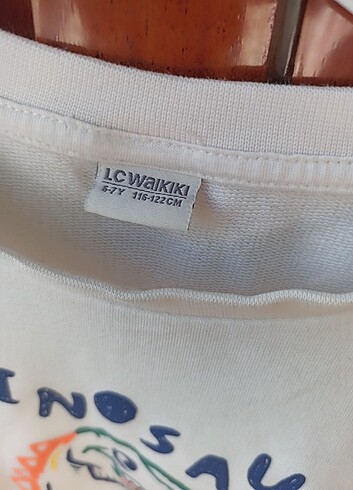 LC WAIKIKI
6-7Y 116-122CM
INOSAU